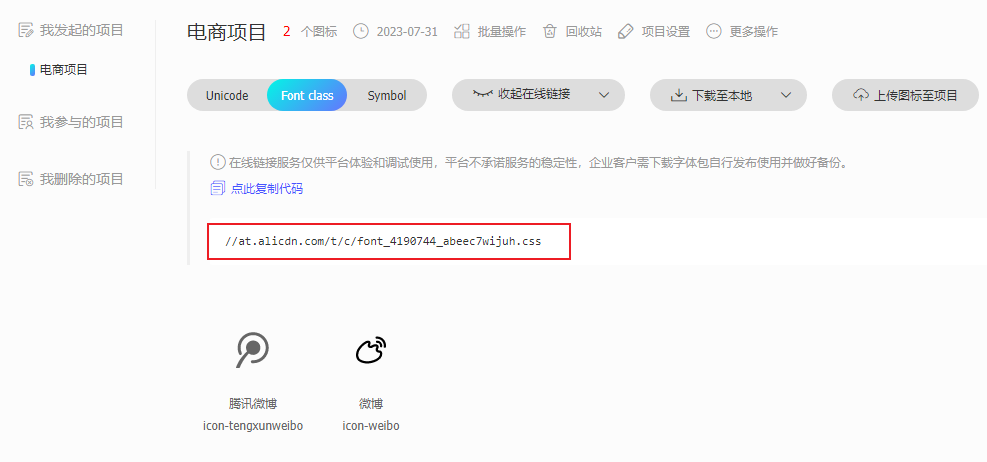 我发起的项目
电商项目
我参与的项目
我删除的项目
电商项目 2 个图标 2023-07-31 批量操作 回收站 项目设置 更多操作
Unicode Font class Symbol 收起在线链接 下载至本地 上传图标至项目
在线链接服务仅供平台体验和调试使用，平台不承诺服务的稳定性，企业客户需下载字体包自行发布使用并做好备份。
点此复制代码
//at.alicdn.com/t/c/font_4190744_abeec7wijuh.css
腾讯微博 微博
icon-tengxunweibo icon-weibo